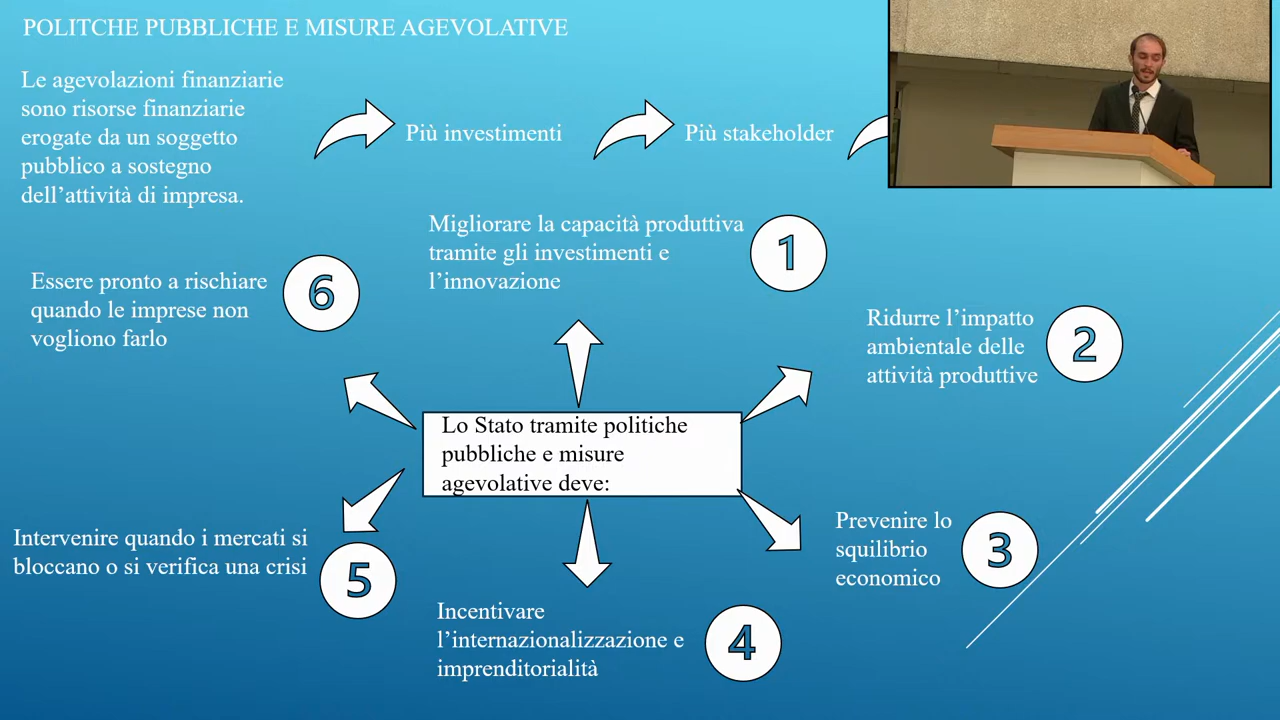 POLITCHE PUBBLICHE E MISURE AGEVOLATIVE
Le agevolazioni finanziarie
sono risorse finanziarie
erogate da un soggetto
pubblico a sostegno
dell’attività di impresa.
Più investimenti
Più stakeholder
Migliorare la capacità produttiva
tramite gli investimenti e
l’innovazione
1
Essere pronto a rischiare
quando le imprese non
vogliono farlo
6
Ridurre l’impatto
ambientale delle
attività produttive
2
Lo Stato tramite politiche
pubbliche e misure
agevolative deve:
Intervenire quando i mercati si
bloccano o si verifica una crisi
5
Prevenire lo
squilibrio
economico
3
Incentivare
l’internazionalizzazione e
imprenditorialità
4